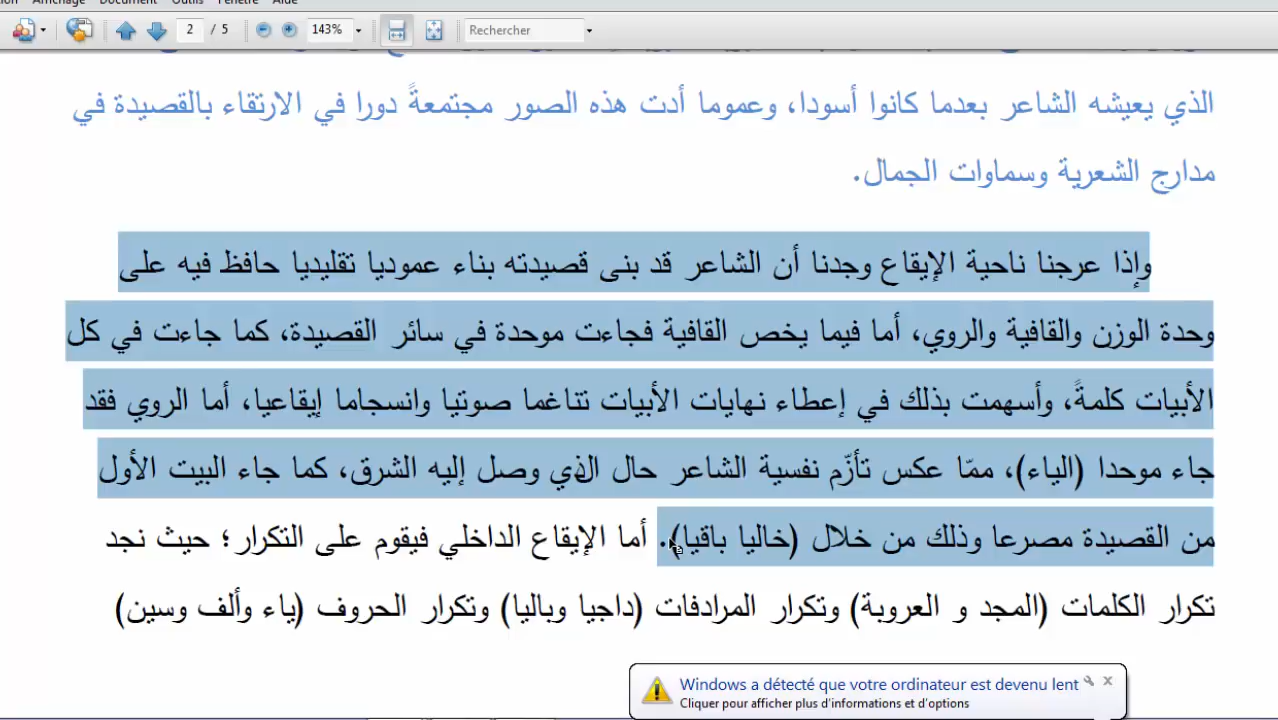 Affichage Document Outils Fenêtre Aide
2 / 5 143% Rechercher
الذي يعيشه الشاعر بعدما كانوا أسودا، وعموما أدت هذه الصور مجتمعةً دورا في الارتقاء بالقصيدة في
مدارج الشعرية وسماوات الجمال.
وإذا عرجنا ناحية الإيقاع وجدنا أن الشاعر قد بنى قصيدته بناء عموديا تقليديا حافظ فيه على
وحدة الوزن والقافية والروي، أما فيما يخص القافية فجاءت موحدة في سائر القصيدة، كما جاءت في كل
الأبيات كلمةً، وأسهمت بذلك في إعطاء نهايات الأبيات نتاغما صوتيا وانسجاما إيقاعيا، أما الروي فقد
جاء موحدا (الياء)، ممّا عكس تأزّم نفسية الشاعر حال الذي وصل إليه الشرق، كما جاء البيت الأول
من القصيدة مصرعا وذلك من خلال (خاليا باقيا). أما الإيقاع الداخلي فيقوم على التكرار؛ حيث نجد
تكرار الكلمات (المجد و العروبة) وتكرار المرادفات (داجيا وباليا) وتكرار الحروف (ياء وألف وسين)
Windows a détecté que votre ordinateur est devenu lent
Cliquer pour afficher plus d'informations et d'options